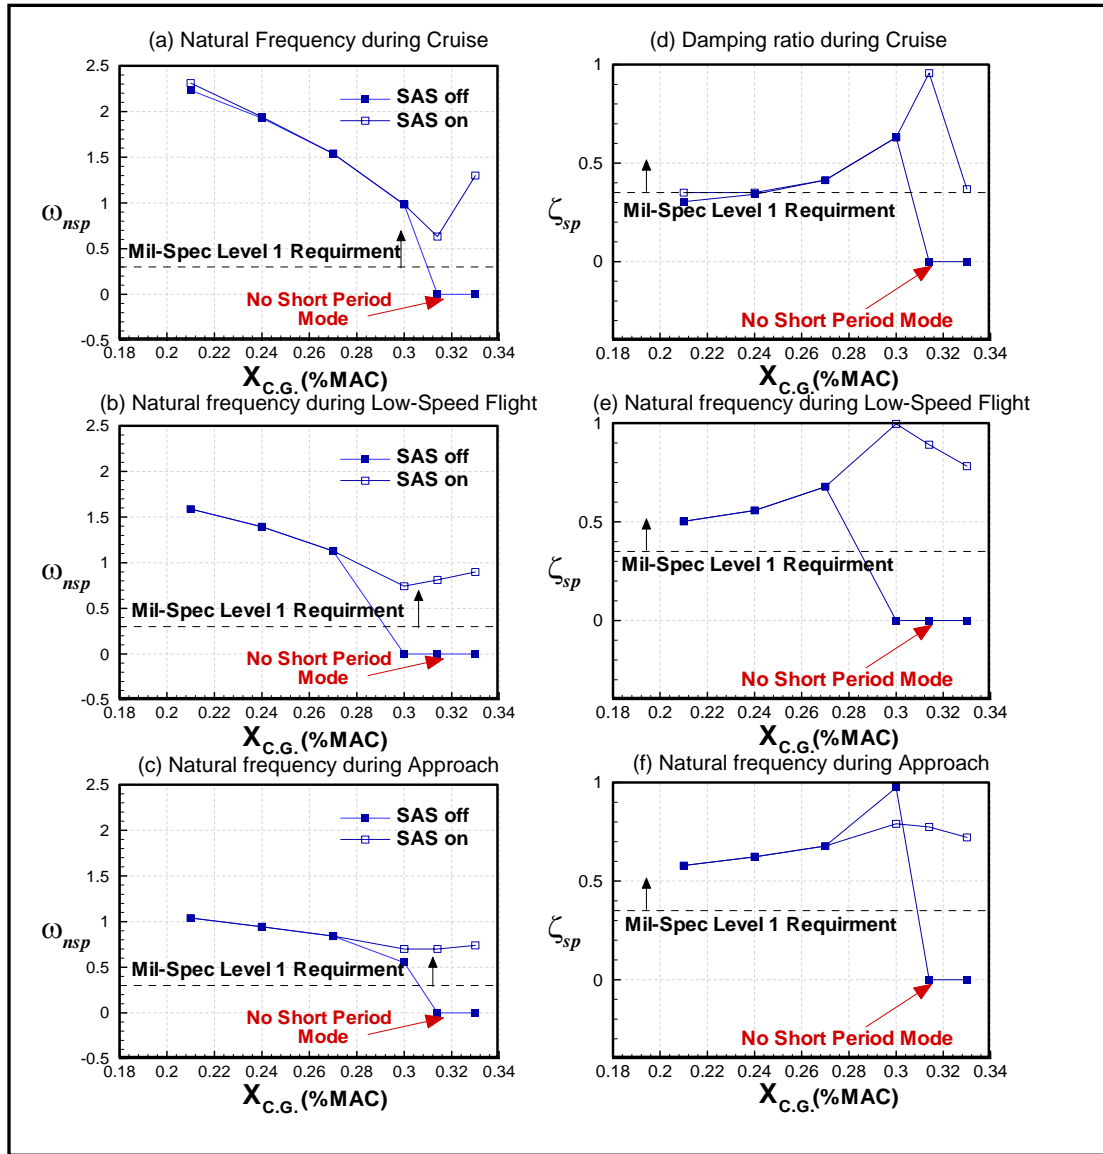 (a) Natural Frequency during Cruise
2.5
2
1.5
1
0.5
0
-0.5
ωnsp
SAS off
SAS on
Mil-Spec Level 1 Requirment
No Short Period
Mode
0.18 0.2 0.22 0.24 0.26 0.28 0.3 0.32 0.34
XC.G. (%MAC)
(d) Damping ratio during Cruise
1
0.5
0
ζsp
Mil-Spec Level 1 Requirment
No Short Period Mode
0.18 0.2 0.22 0.24 0.26 0.28 0.3 0.32 0.34
XC.G. (%MAC)
(b) Natural frequency during Low-Speed Flight
2.5
2
1.5
1
0.5
0
-0.5
ωnsp
SAS off
SAS on
Mil-Spec Level 1 Requirment
No Short Period
Mode
0.18 0.2 0.22 0.24 0.26 0.28 0.3 0.32 0.34
XC.G. (%MAC)
(e) Natural frequency during Low-Speed Flight
1
0.5
0
ζsp
Mil-Spec Level 1 Requirment
No Short Period Mode
0.18 0.2 0.22 0.24 0.26 0.28 0.3 0.32 0.34
XC.G. (%MAC)
(c) Natural frequency during Approach
2.5
2
1.5
1
0.5
0
-0.5
ωnsp
SAS off
SAS on
Mil-Spec Level 1 Requirment
No Short Period
Mode
0.18 0.2 0.22 0.24 0.26 0.28 0.3 0.32 0.34
XC.G. (%MAC)
(f) Natural frequency during Approach
1
0.5
0
ζsp
Mil-Spec Level 1 Requirment
No Short Period Mode
0.18 0.2 0.22 0.24 0.26 0.28 0.3 0.32 0.34
XC.G. (%MAC)